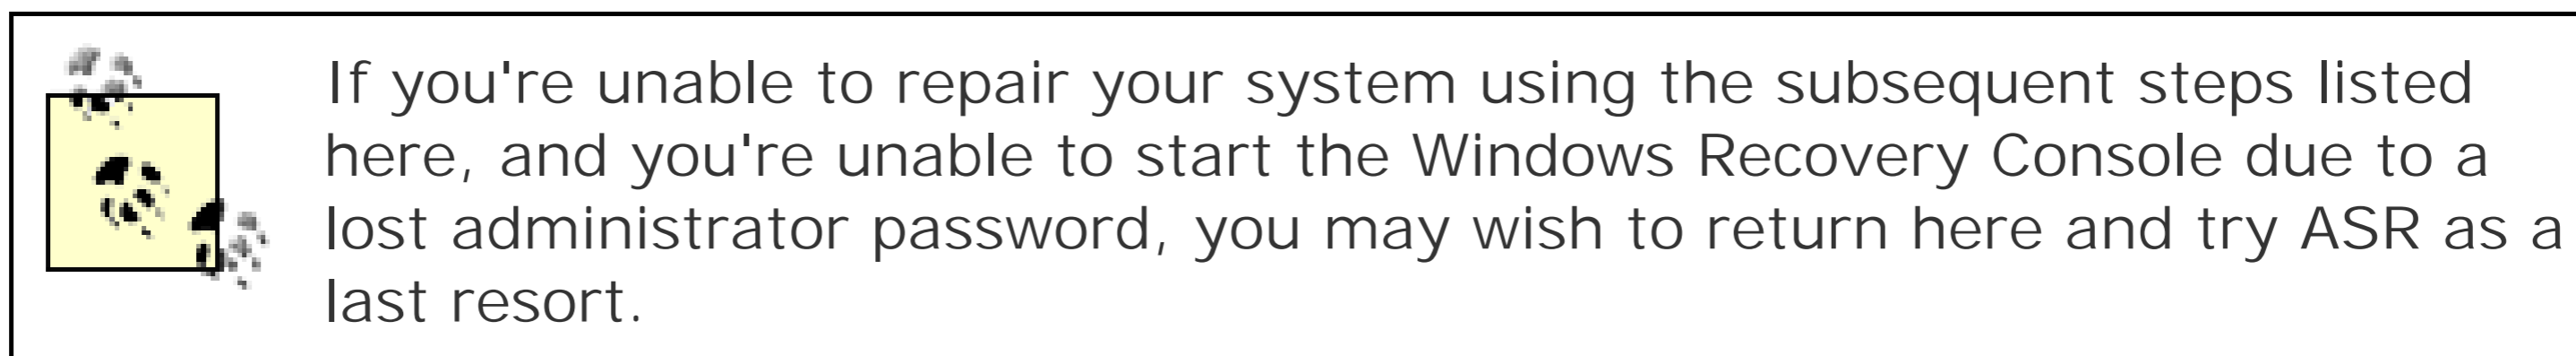 If you're unable to repair your system using the subsequent steps listed
here, and you're unable to start the Windows Recovery Console due to a
lost administrator password, you may wish to return here and try ASR as a
last resort.